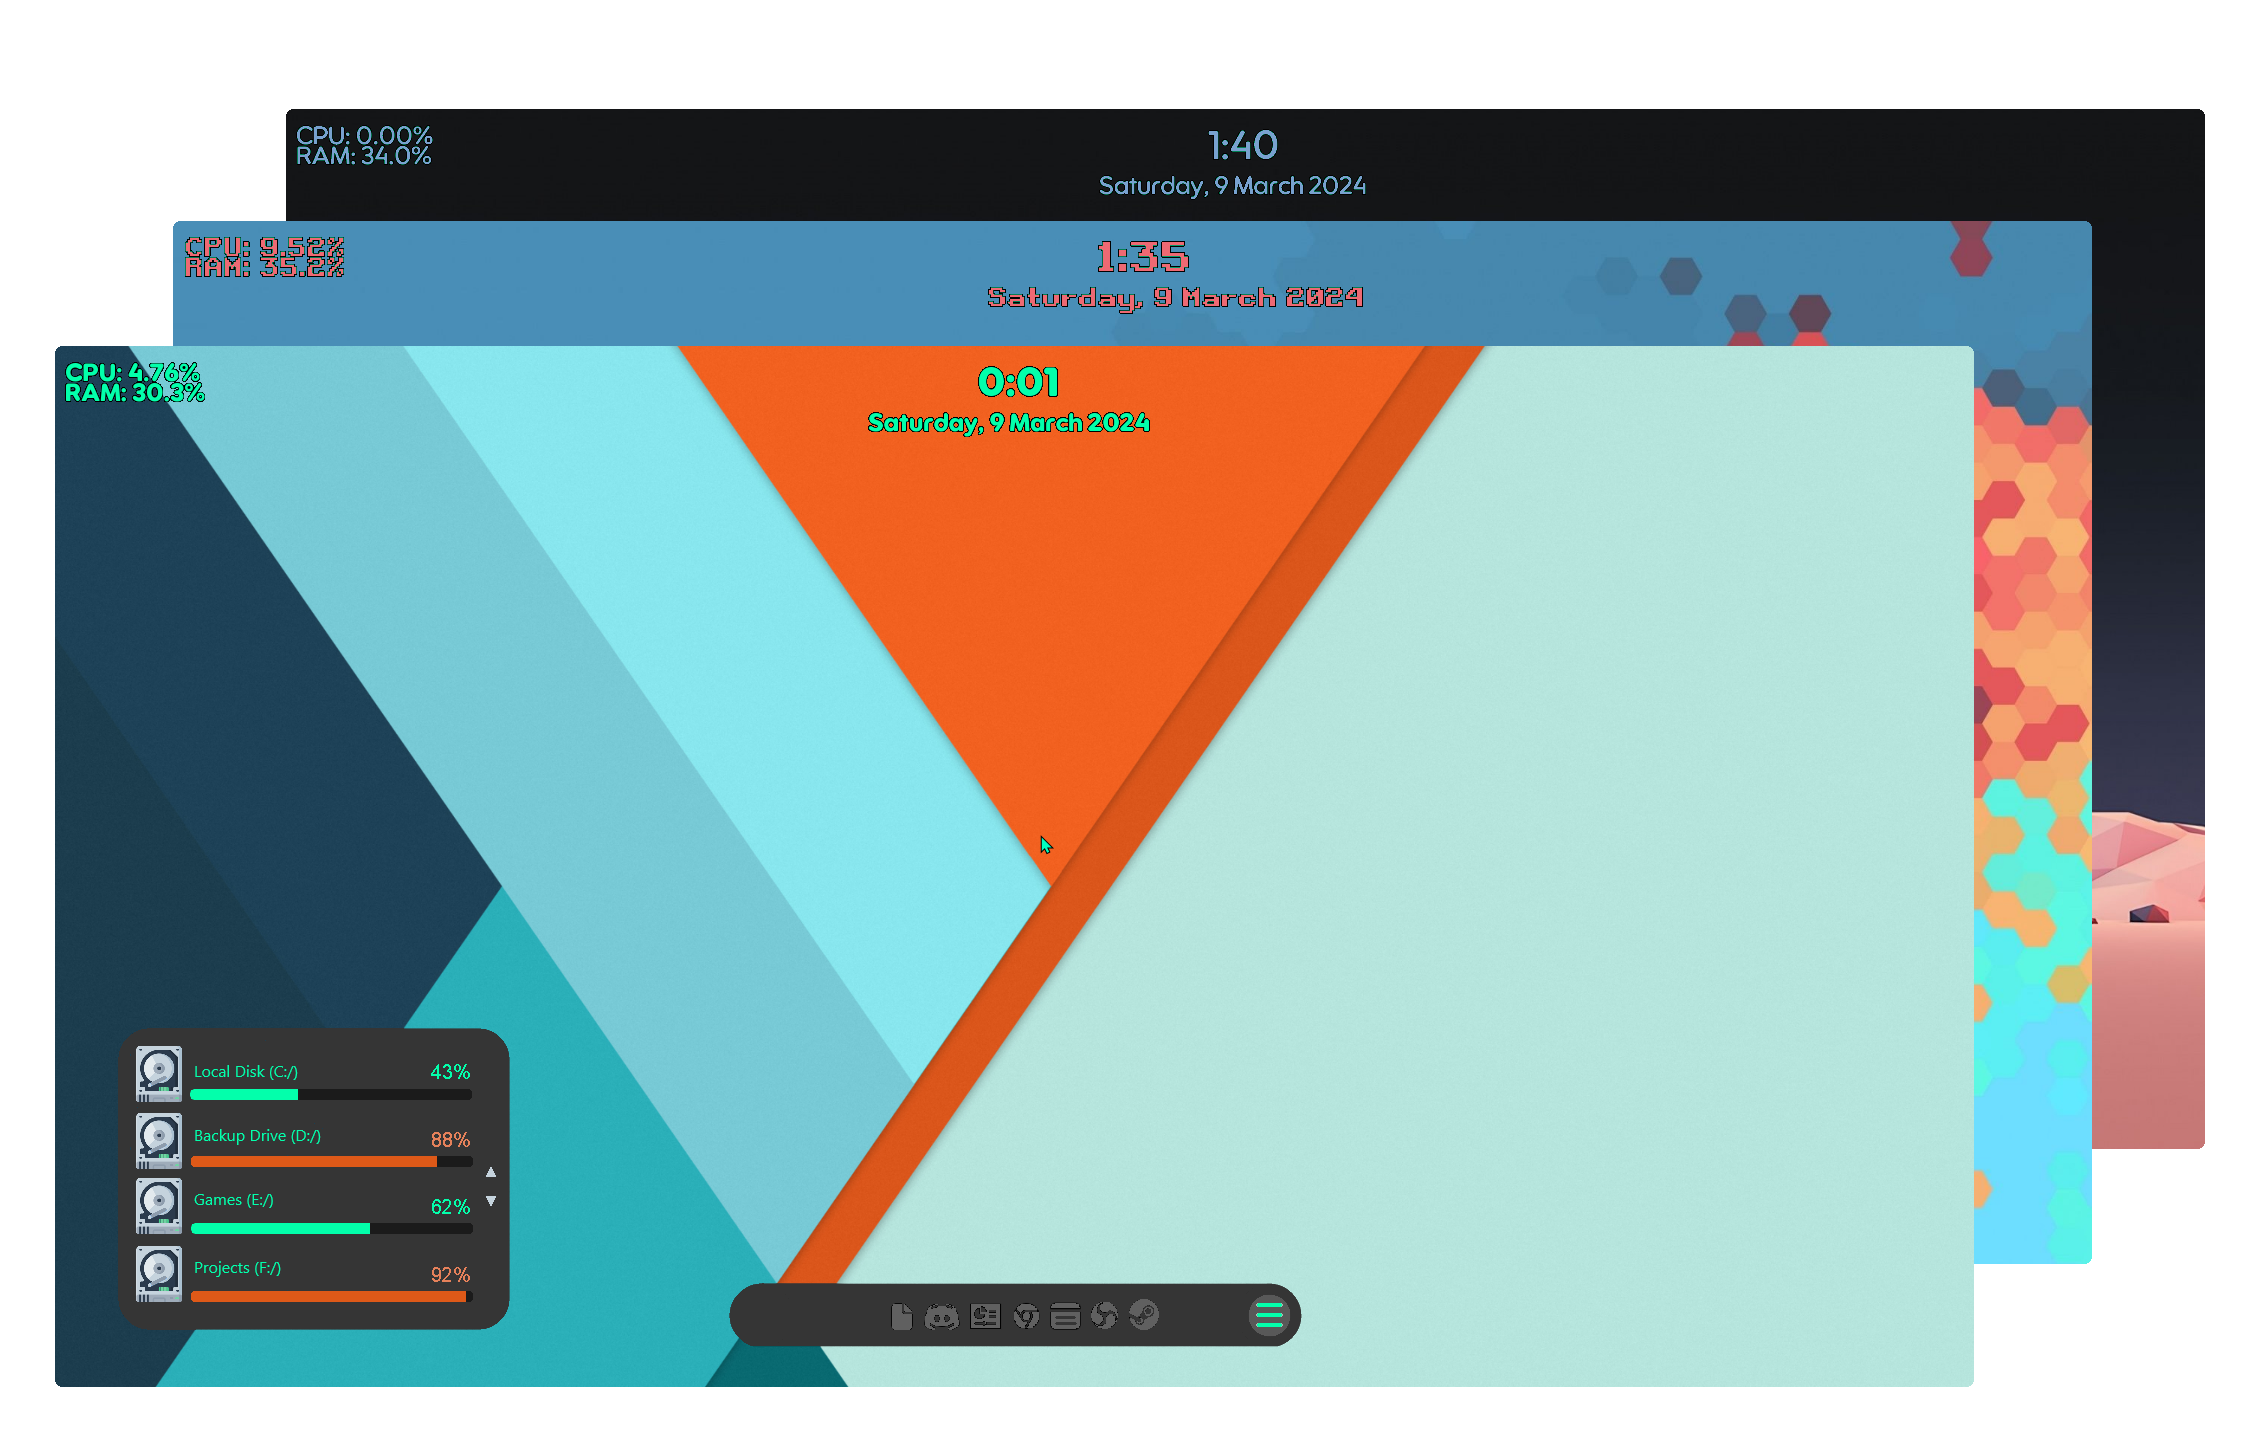 CPU: 0.00%
RAM: 34.0%
1:40
Saturday, 9 March 2024
CPU: 9.52%
RAM: 35.2%
1:35
Saturday, 9 March 2024
CPU: 4.76%
RAM: 30.3%
0:01
Saturday, 9 March 2024
Local Disk (C:/) 43%
Backup Drive (D:/) 88%
Games (E:/) 62%
Projects (F:/) 92%